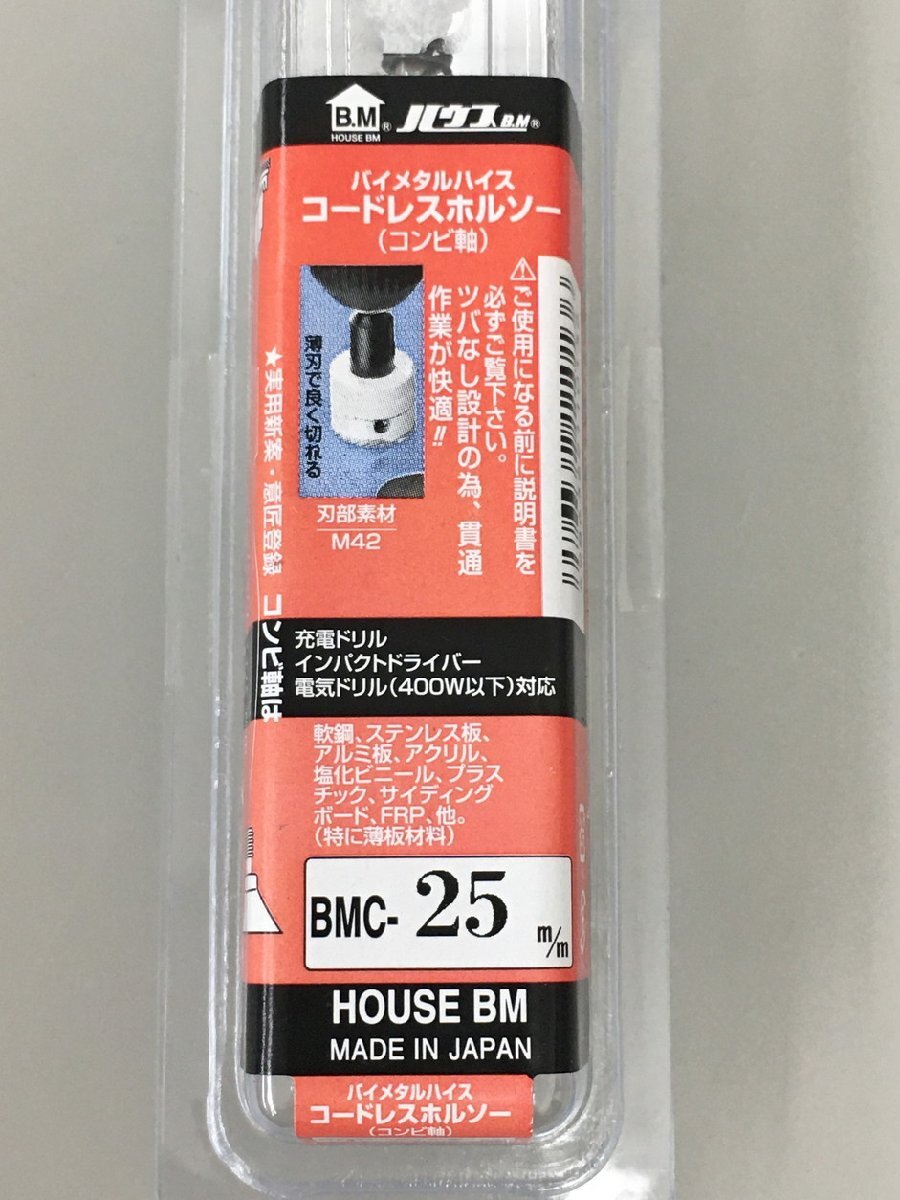 B.M®
HOUSE BM
ハウス B.M®
バイメタルハイス
コードレスホルソー
(コンビ軸)
⚠ご使用になる前に説明書を
必ずご覧下さい。
ツバなし設計の為、貫通
作業が快適!!
薄刃で良く切れる
刃部素材
M42
★実用新案・意匠登録
コンビ軸は
充電ドリル
インパクトドライバー
電気ドリル(400W以下)対応
軟鋼、ステンレス板、
アルミ板、アクリル、
塩化ビニール、プラス
チック、サイディング
ボード、FRP、他。
(特に薄板材料)
BMC- 25 m/m
HOUSE BM
MADE IN JAPAN
バイメタルハイス
コードレスホルソー
(コンビ軸)